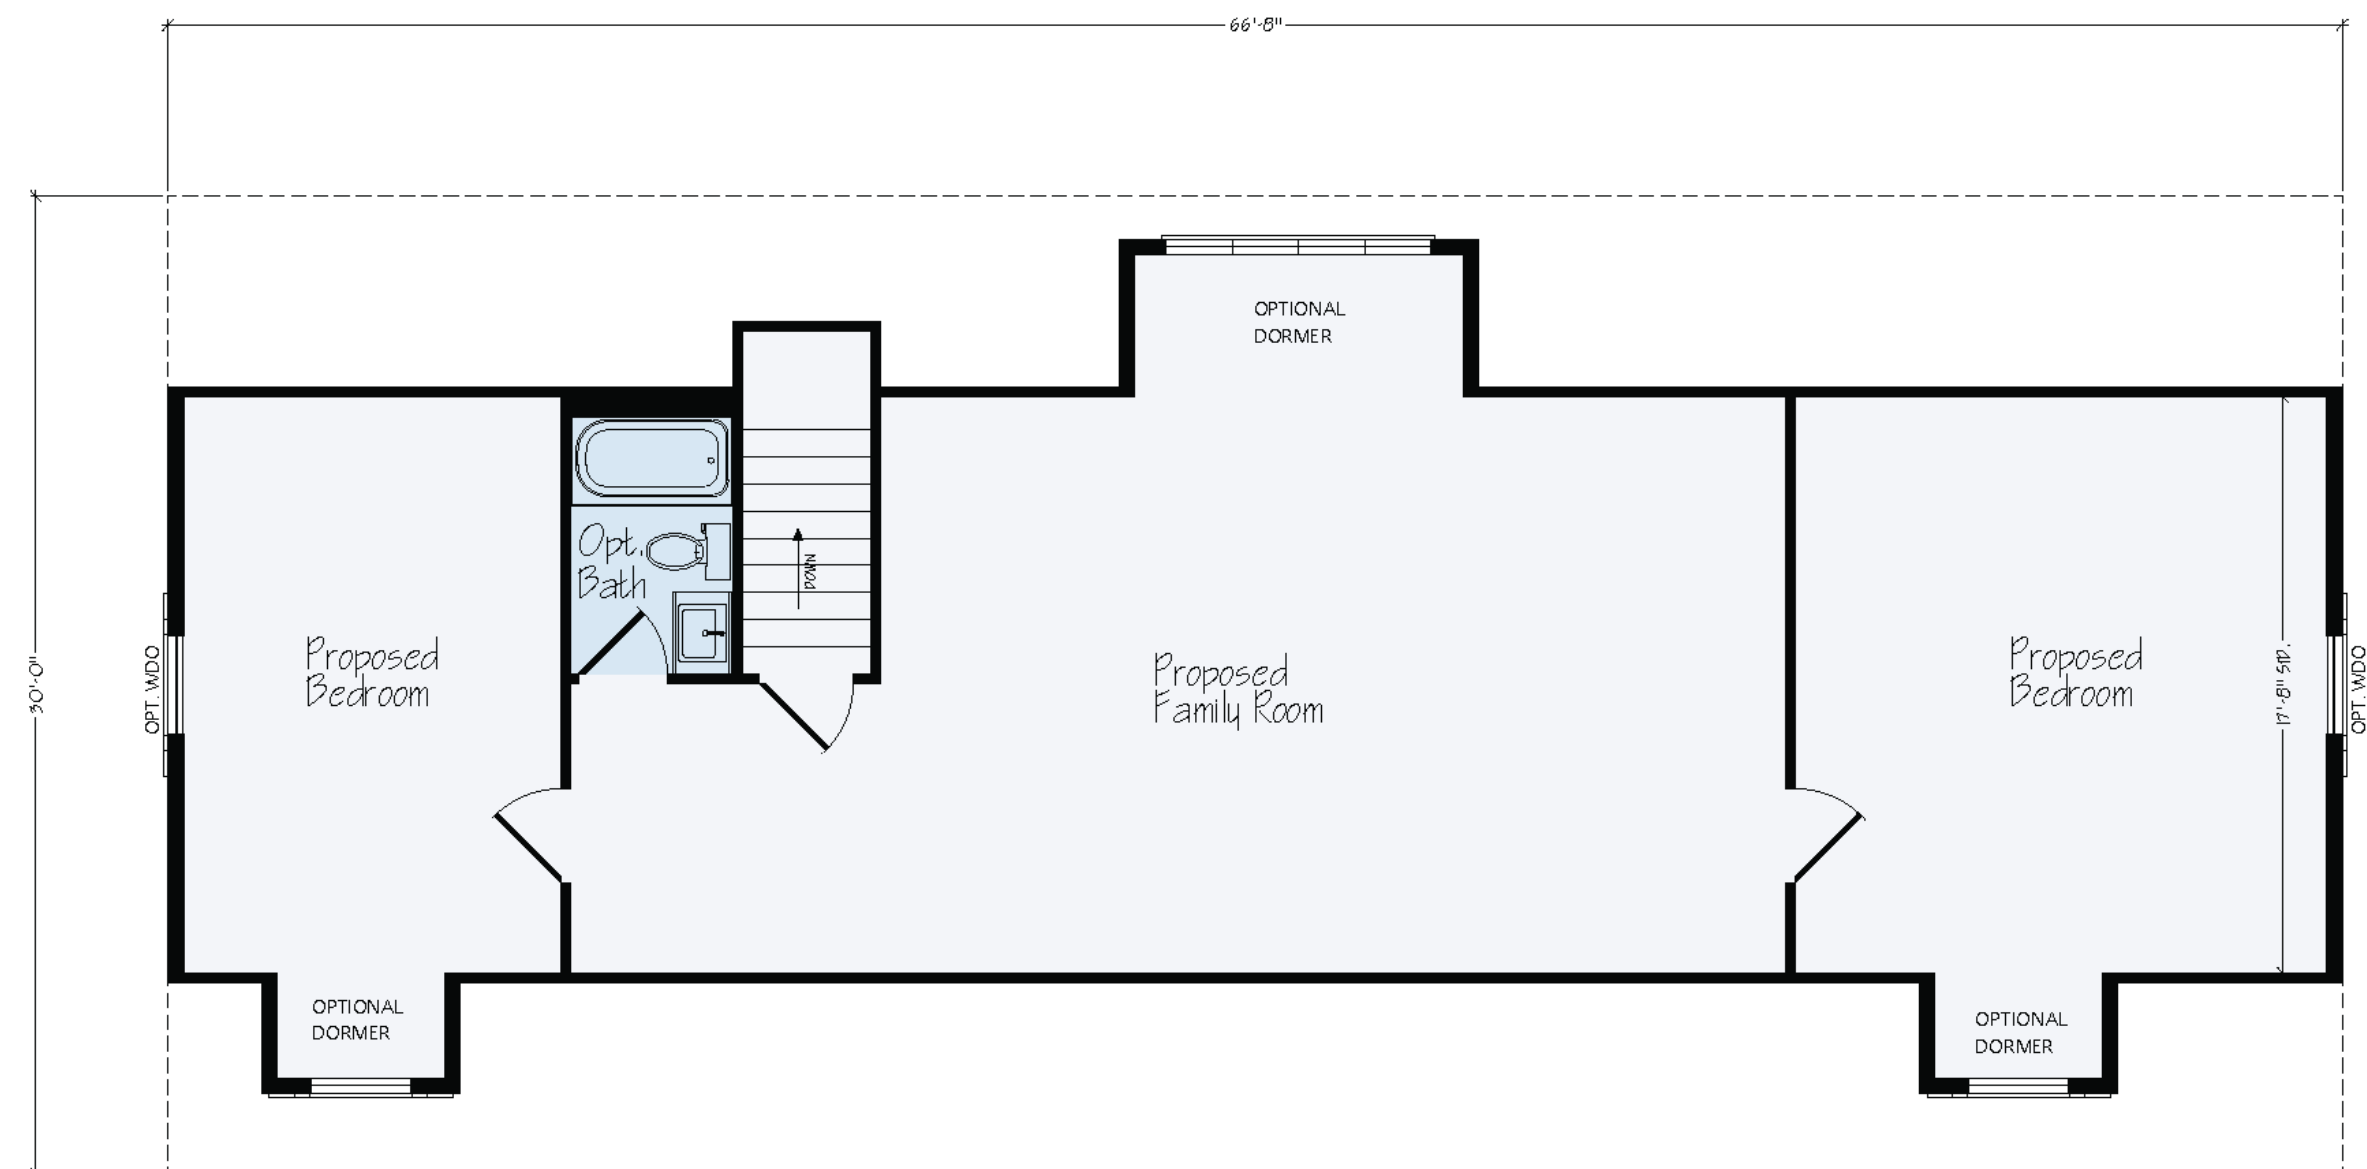 66'-8"
OPTIONAL
DORMER
Opt.
Bath
DOWN
Proposed
Bedroom
Proposed
Family Room
Proposed
Bedroom
30'-0"
OPT. WDO
17'-8" STD.
OPT. WDO
OPTIONAL
DORMER
OPTIONAL
DORMER